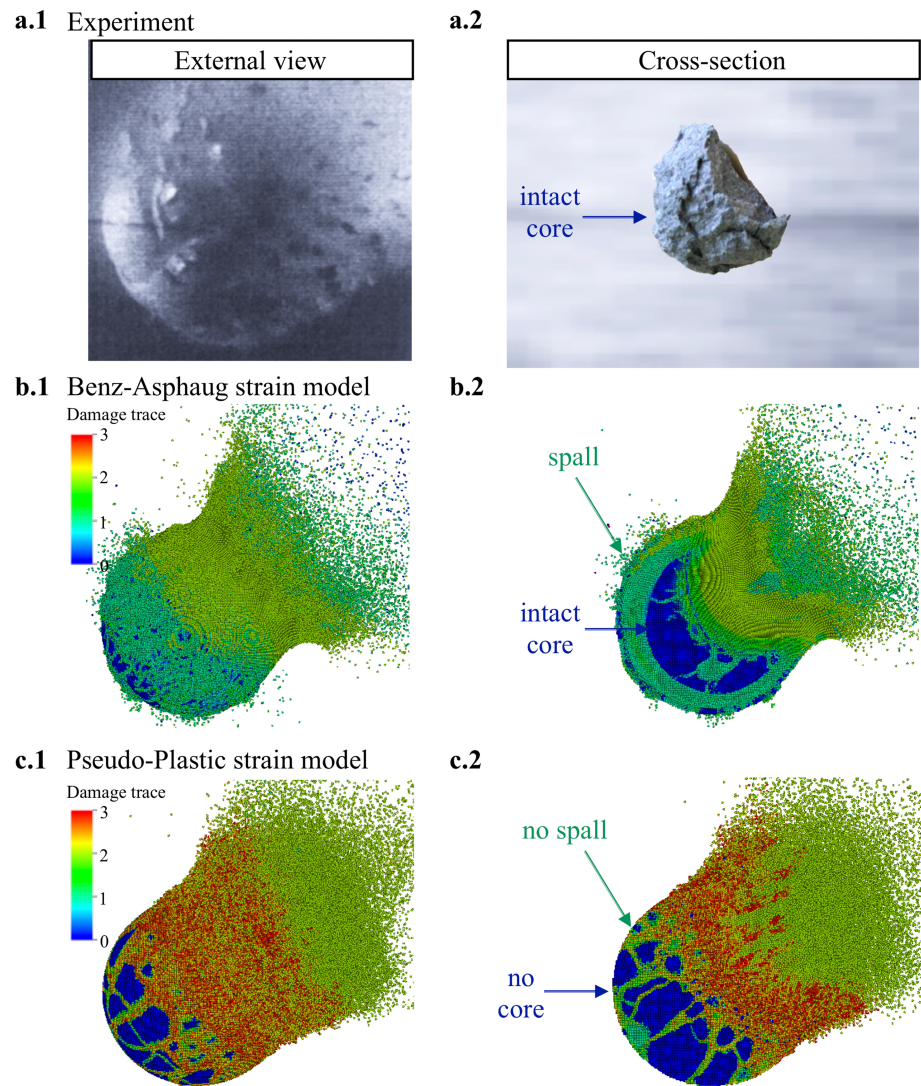 a.1 Experiment
a.2
External view
Cross-section
intact
core
b.1 Benz-Asphaug strain model
b.2
Damage trace
3
2
1
0
spall
intact
core
c.1 Pseudo-Plastic strain model
c.2
Damage trace
3
2
1
0
no spall
no
core